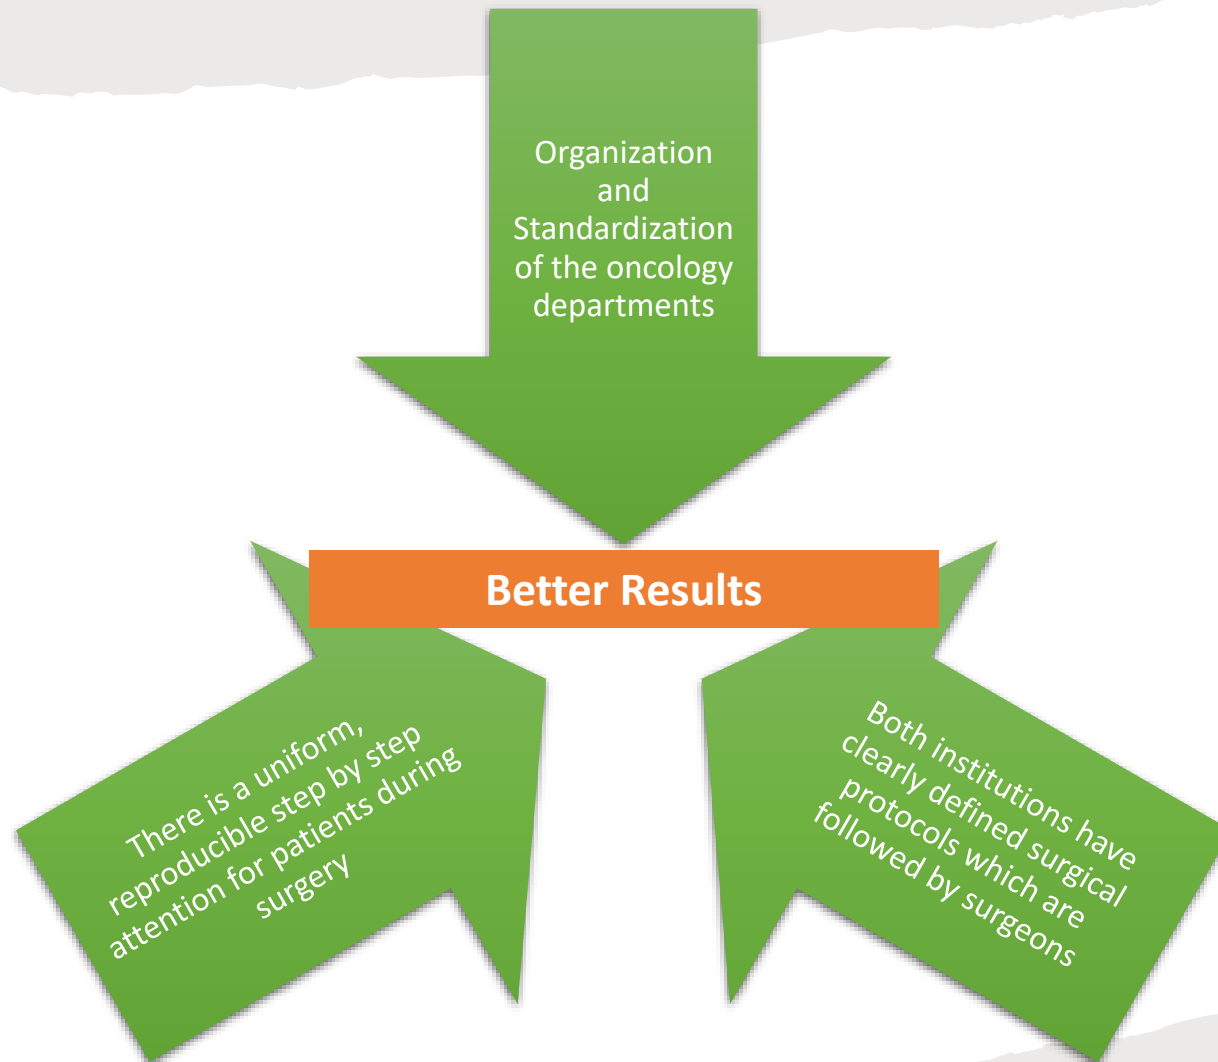 Organization
and
Standardization
of the oncology
departments
Better Results
There is a uniform,
reproducible step by step
attention for patients during
surgery
Both institutions have
clearly defined surgical
protocols which are
followed by surgeons